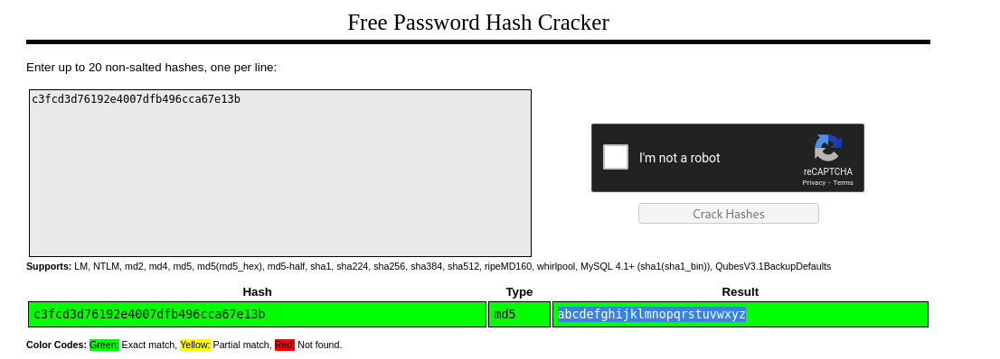 Free Password Hash Cracker
Enter up to 20 non-salted hashes, one per line:
c3fcd3d76192e4007dfb496cca67e13b
I'm not a robot
reCAPTCHA
Privacy - Terms
Crack Hashes
Supports: LM, NTLM, md2, md4, md5, md5(md5_hex), md5-half, sha1, sha224, sha256, sha384, sha512, ripeMD160, whirlpool, MySQL 4.1+ (sha1(sha1_bin)), QubesV3.1BackupDefaults
Hash Type Result
c3fcd3d76192e4007dfb496cca67e13b md5 abcdefghijklmnopqrstuvwxyz
Color Codes: Green: Exact match, Yellow: Partial match, Red: Not found.